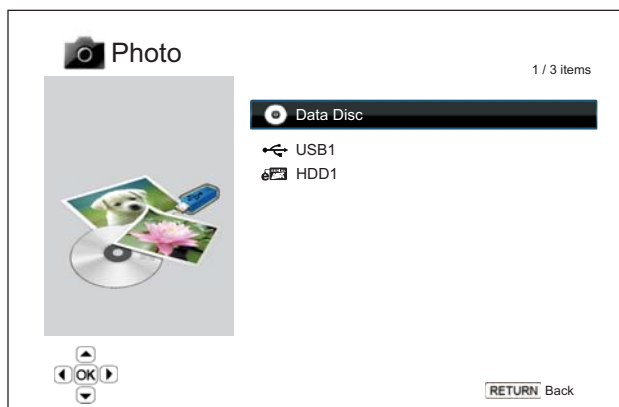 Photo
1 / 3 items
Data Disc
USB1
HDD1
OK
RETURN Back